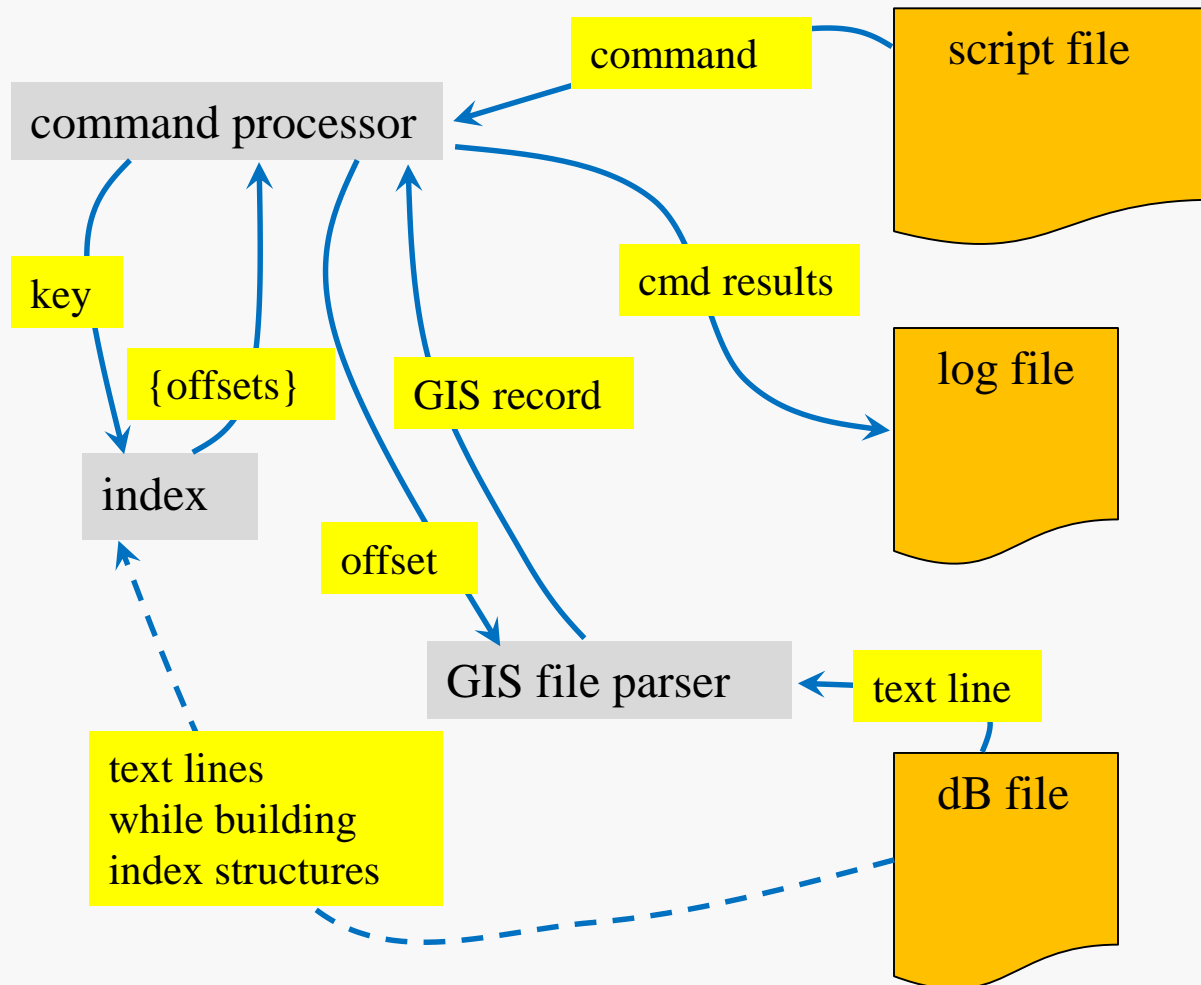 command
script file
command processor
key
cmd results
{offsets}
GIS record
log file
index
offset
GIS file parser
text line
text lines
while building
index structures
dB file